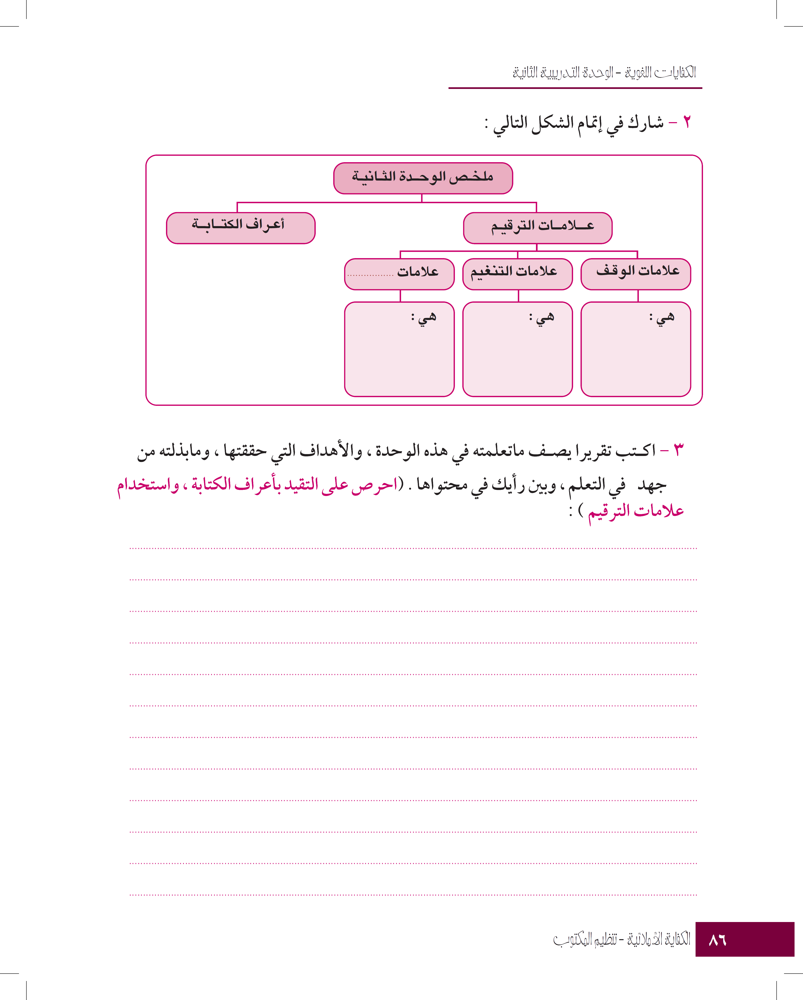 الكفايات اللغوية - الوحدة التدريبية الثانية
٢ - شارك في إتمام الشكل التالي :
ملخص الوحدة الثانية
علامات الترقيم
أعراف الكتابة
علامات الوقف
علامات التنغيم
علامات ................
هي :
هي :
هي :
٣ - اكتب تقريرا يصف ماتعلمته في هذه الوحدة ، والأهداف التي حققتها ، ومابذلته من
جهد في التعلم ، وبين رأيك في محتواها . (احرص على التقيد بأعراف الكتابة ، واستخدام
علامات الترقيم ) :
الكفاية الأملائية - تنظيم المكتوب
٨٦